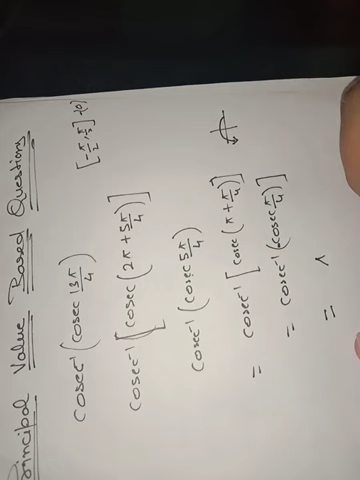 Principal Value Based Questions
cosec⁻¹(cosec 13π/4) [-π/2, π/2] -{0}
cosec⁻¹[cosec(2π + 5π/4)]
cosec⁻¹(cosec 5π/4)
= cosec⁻¹[cosec(π + π/4)]
= cosec⁻¹(cosec π/4)]
=